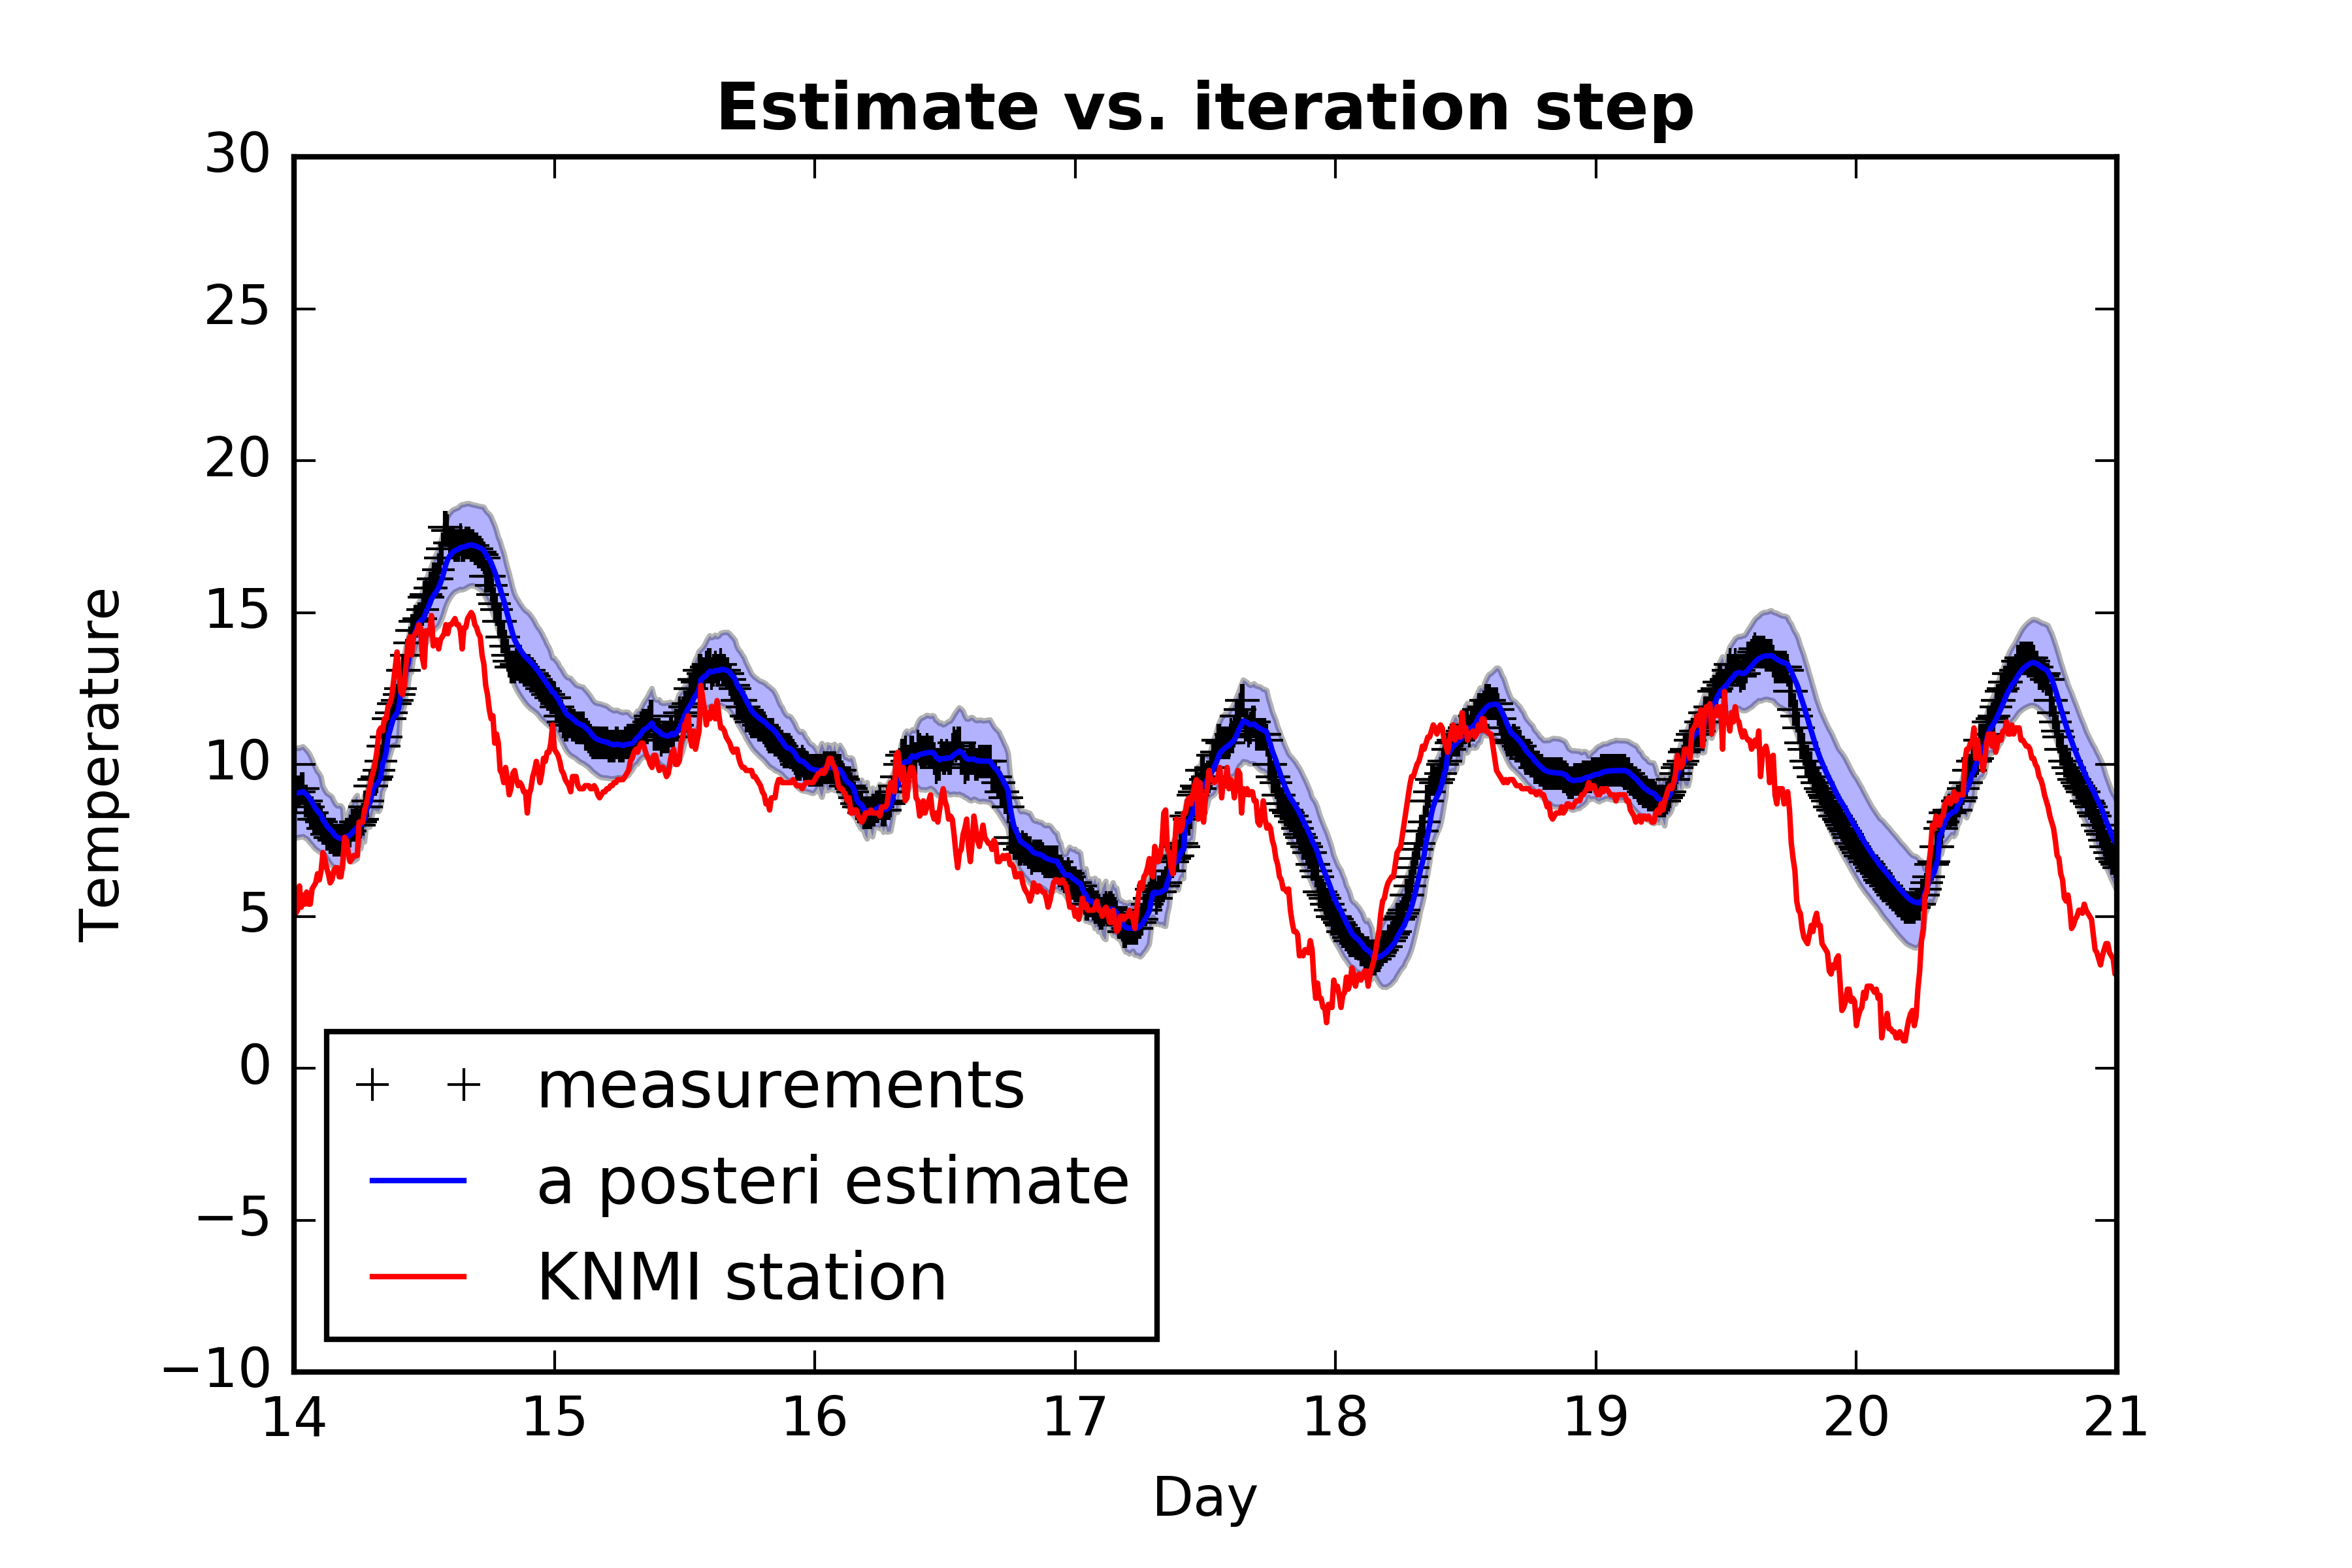 Estimate vs. iteration step
30
25
20
15
10
5
0
−5
−10
Temperature
measurements
a posteri estimate
KNMI station
14 15 16 17 18 19 20 21
Day